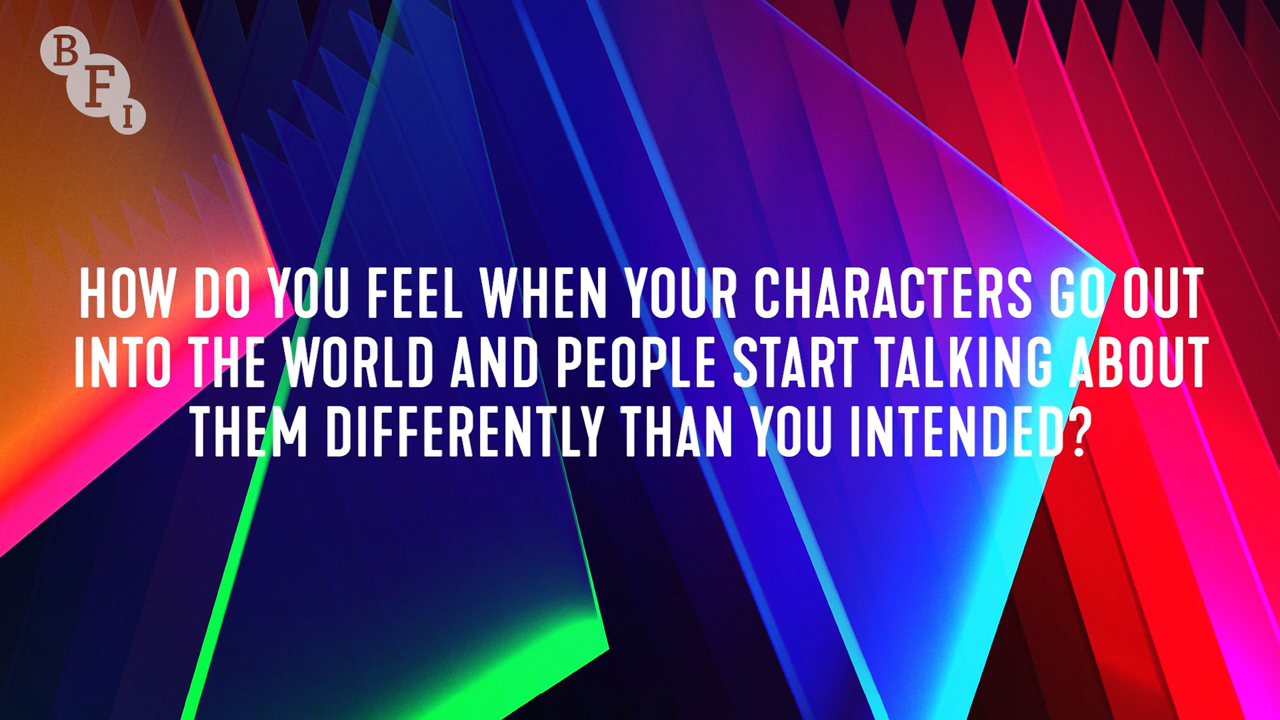 BFI
HOW DO YOU FEEL WHEN YOUR CHARACTERS GO OUT
INTO THE WORLD AND PEOPLE START TALKING ABOUT
THEM DIFFERENTLY THAN YOU INTENDED?